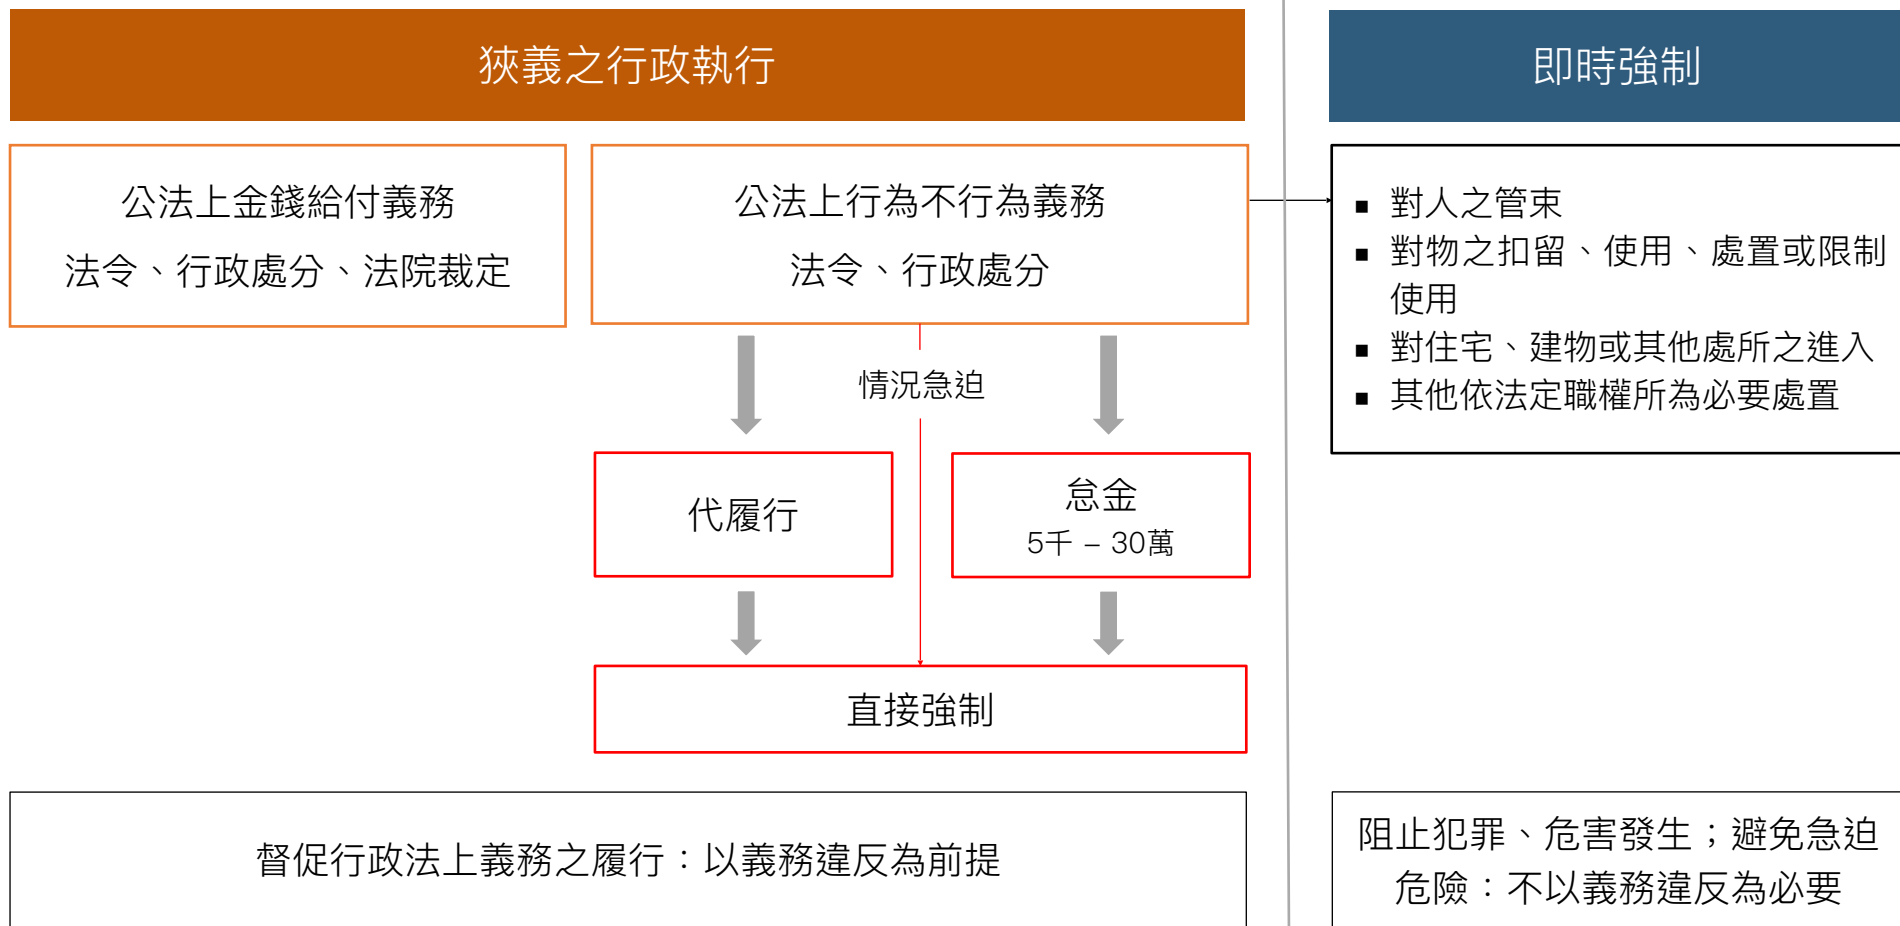 狹義之行政執行
即時強制
公法上金錢給付義務
法令、行政處分、法院裁定
公法上行為不行為義務
法令、行政處分
■ 對人之管束
■ 對物之扣留、使用、處置或限制
使用
■ 對住宅、建物或其他處所之進入
■ 其他依法定職權所為必要處置
情況急迫
代履行
怠金
5千 – 30萬
直接強制
督促行政法上義務之履行：以義務違反為前提
阻止犯罪、危害發生；避免急迫
危險：不以義務違反為必要